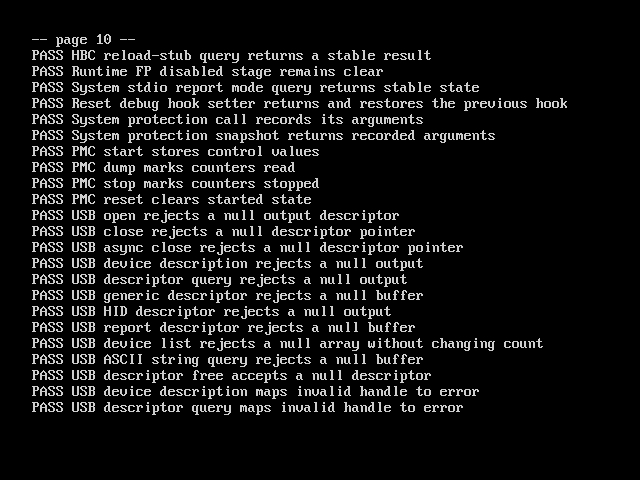 -- page 10 --
PASS HBC reload-stub query returns a stable result
PASS Runtime FP disabled stage remains clear
PASS System stdio report mode query returns stable state
PASS Reset debug hook setter returns and restores the previous hook
PASS System protection call records its arguments
PASS System protection snapshot returns recorded arguments
PASS PMC start stores control values
PASS PMC dump marks counters read
PASS PMC stop marks counters stopped
PASS PMC reset clears started state
PASS USB open rejects a null output descriptor
PASS USB close rejects a null descriptor pointer
PASS USB async close rejects a null descriptor pointer
PASS USB device description rejects a null output
PASS USB descriptor query rejects a null output
PASS USB generic descriptor rejects a null buffer
PASS USB HID descriptor rejects a null output
PASS USB report descriptor rejects a null buffer
PASS USB device list rejects a null array without changing count
PASS USB ASCII string query rejects a null buffer
PASS USB descriptor free accepts a null descriptor
PASS USB device description maps invalid handle to error
PASS USB descriptor query maps invalid handle to error